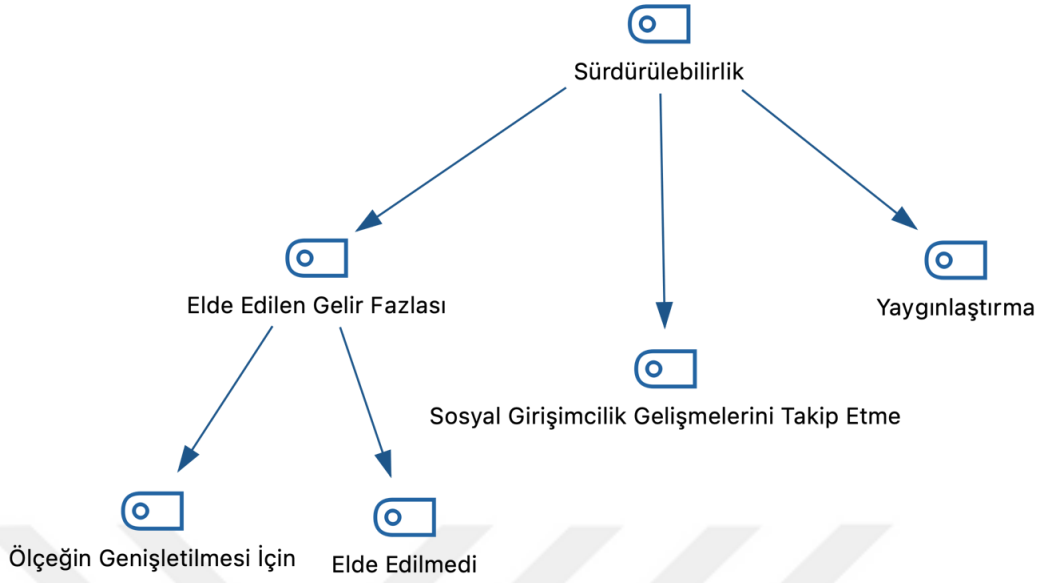 Sürdürülebilirlik
Elde Edilen Gelir Fazlası
Yaygınlaştırma
Sosyal Girişimcilik Gelişmelerini Takip Etme
Ölçeğin Genişletilmesi İçin
Elde Edilmedi